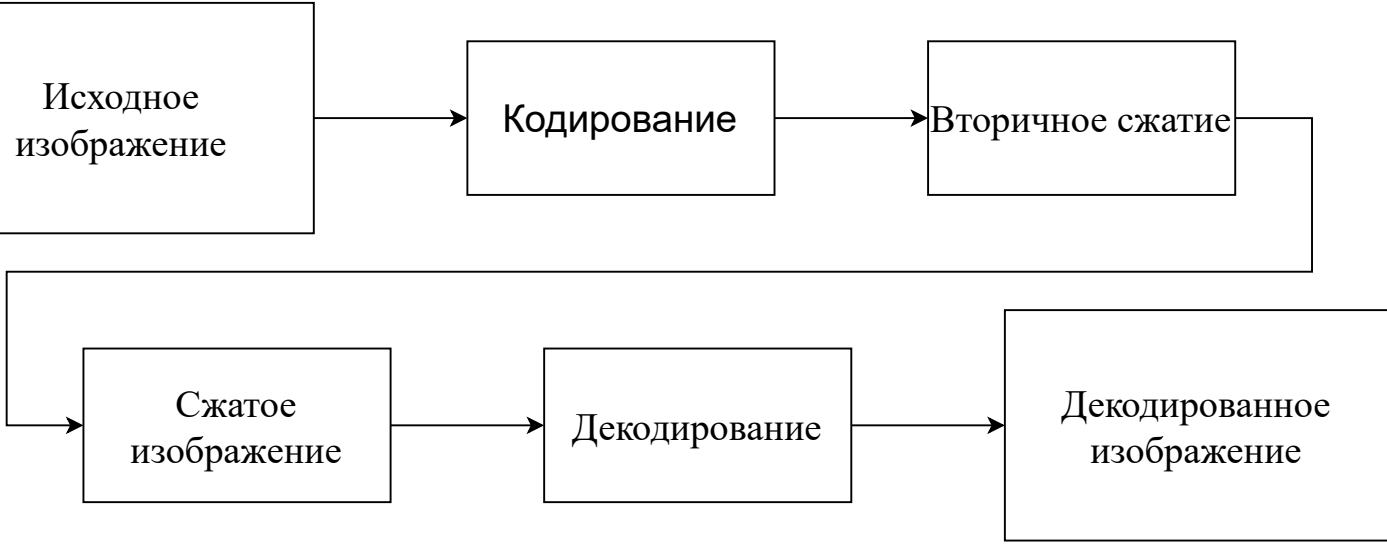 Исходное
изображение
Кодирование
Вторичное сжатие
Сжатое
изображение
Декодирование
Декодированное
изображение